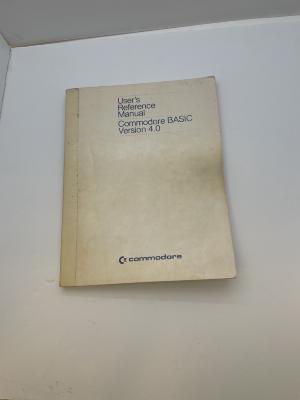 User's
Reference
Manual
Commodore BASIC
Version 4.0
commodore